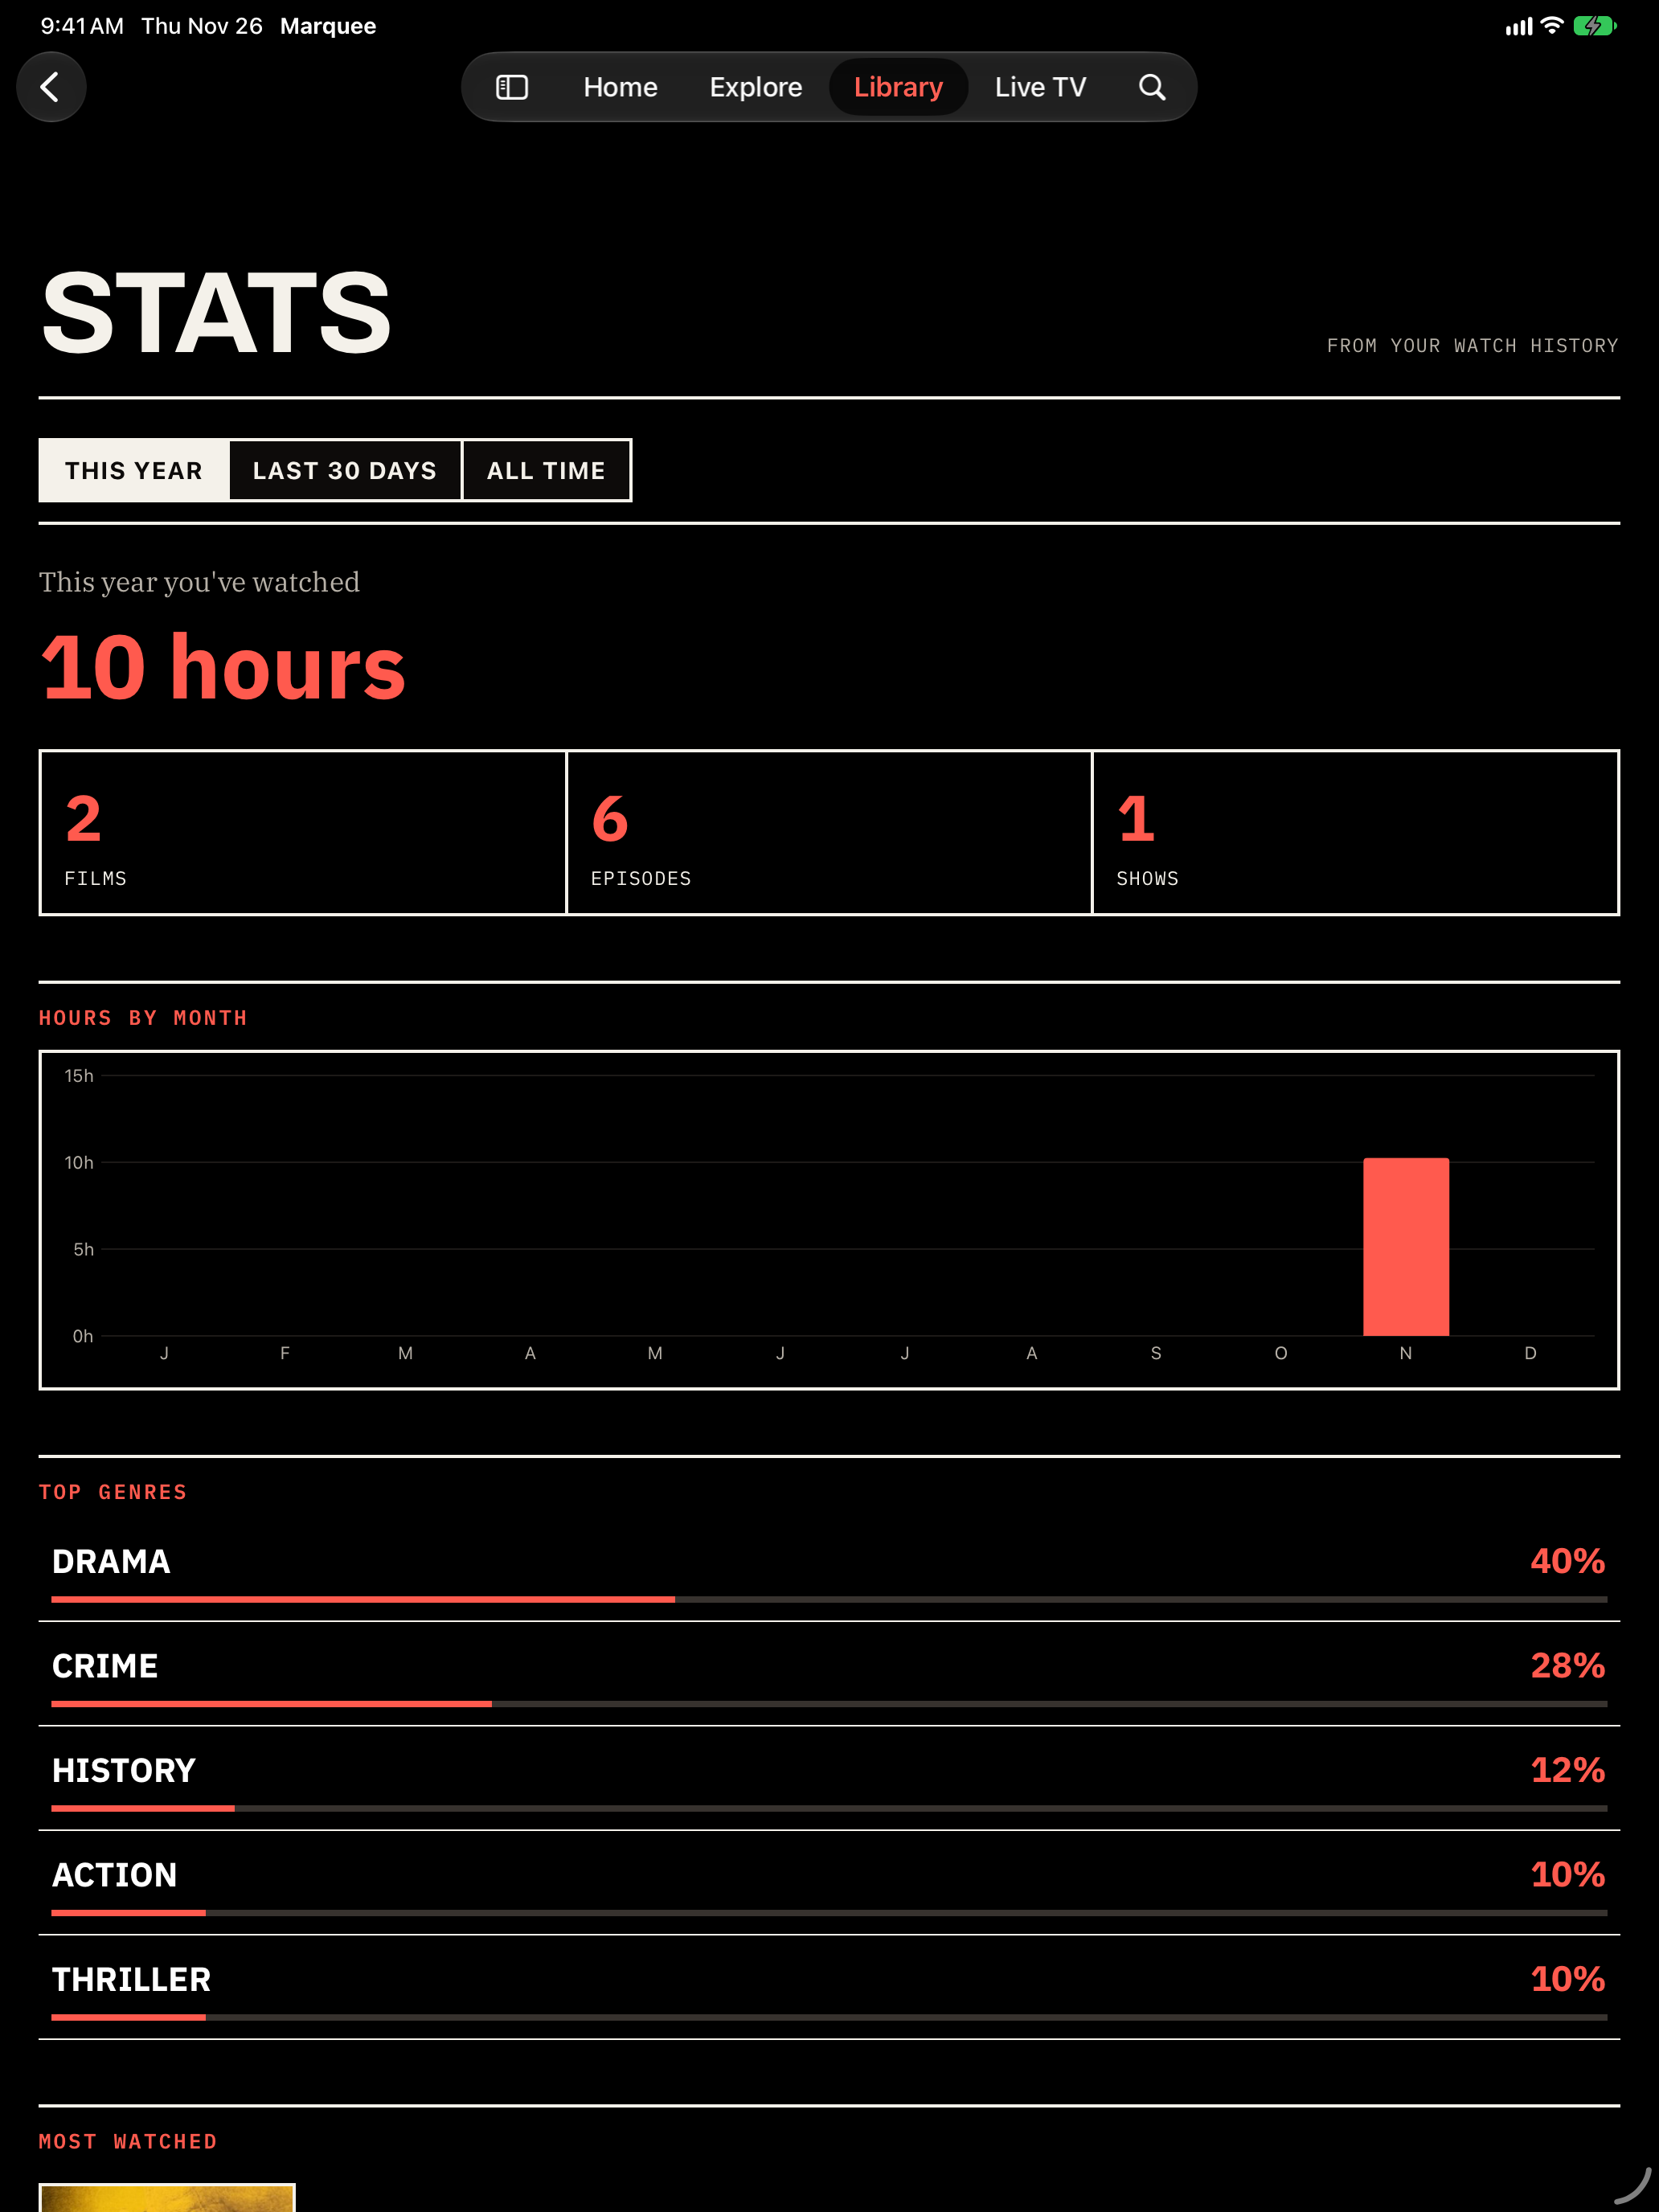 9:41 AM Thu Nov 26 Marquee
Home Explore Library Live TV
STATS
FROM YOUR WATCH HISTORY
THIS YEAR LAST 30 DAYS ALL TIME
This year you've watched
10 hours
2 6 1
FILMS EPISODES SHOWS
HOURS BY MONTH
15h
10h
5h
0h
J F M A M J J A S O N D
TOP GENRES
DRAMA 40%
CRIME 28%
HISTORY 12%
ACTION 10%
THRILLER 10%
MOST WATCHED